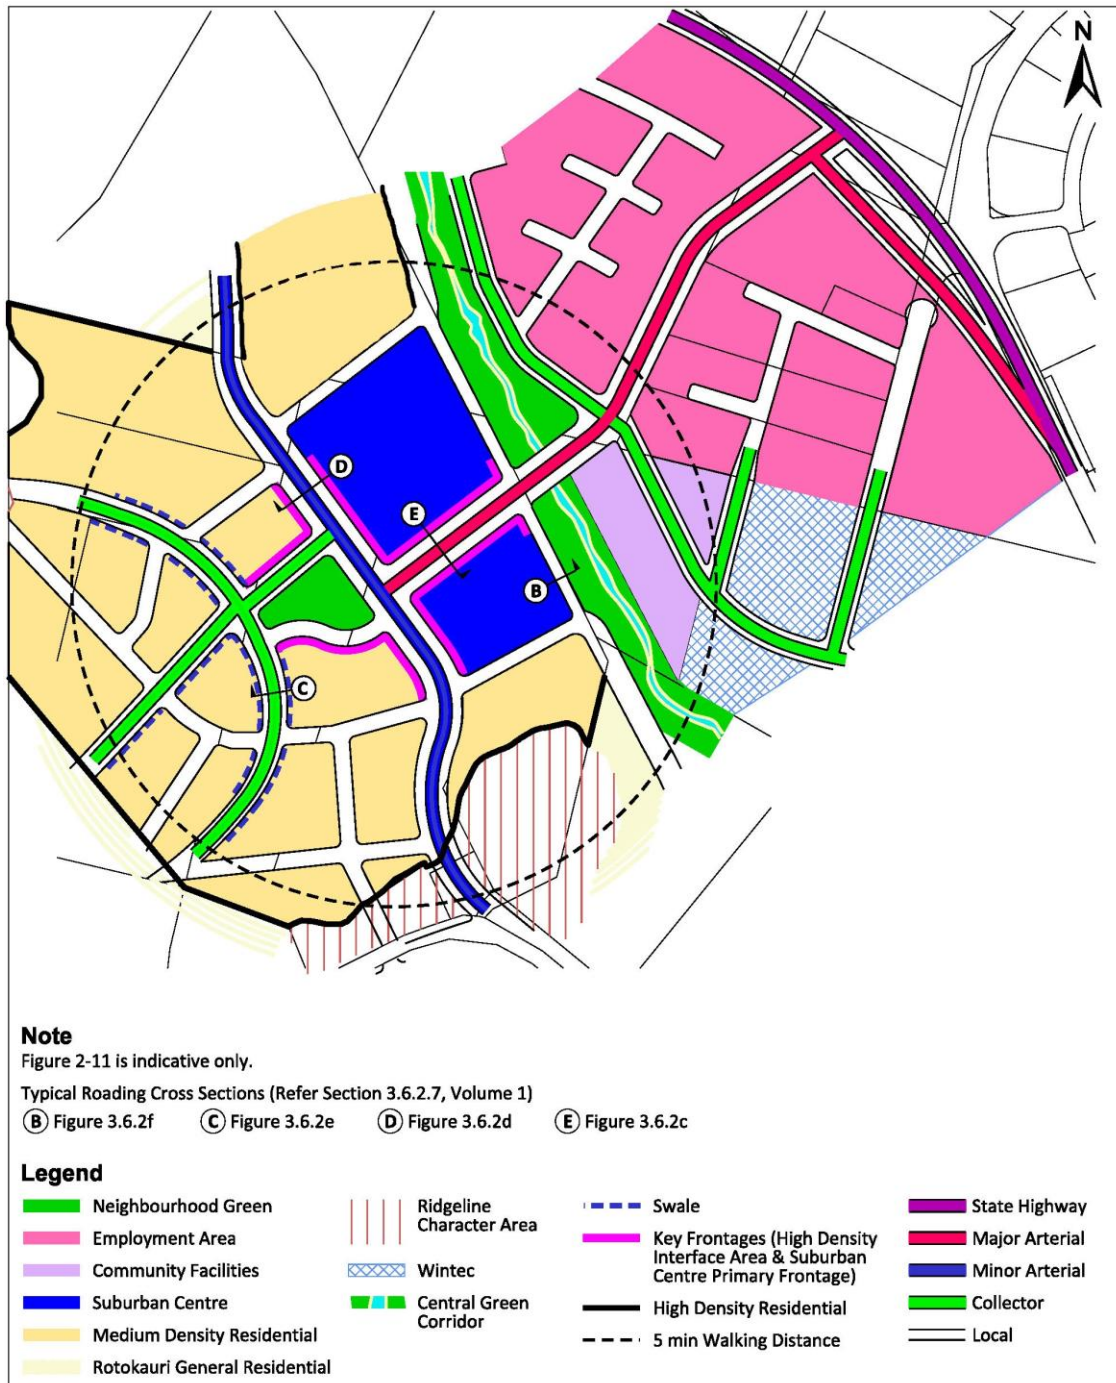 N
D
E
B
C
Note
Figure 2-11 is indicative only.
Typical Roading Cross Sections (Refer Section 3.6.2.7, Volume 1)
B Figure 3.6.2f C Figure 3.6.2e D Figure 3.6.2d E Figure 3.6.2c
Legend
Neighbourhood Green
Employment Area
Community Facilities
Suburban Centre
Medium Density Residential
Rotokauri General Residential
Ridgeline
Character Area
Wintec
Central Green
Corridor
Swale
Key Frontages (High Density
Interface Area & Suburban
Centre Primary Frontage)
High Density Residential
5 min Walking Distance
State Highway
Major Arterial
Minor Arterial
Collector
Local